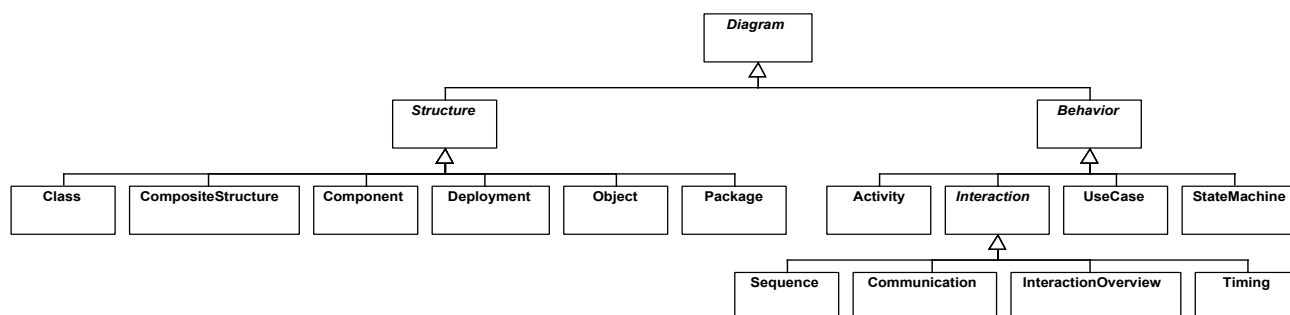 Diagram
Structure
Behavior
Class
CompositeStructure
Component
Deployment
Object
Package
Activity
Interaction
UseCase
StateMachine
Sequence
Communication
InteractionOverview
Timing